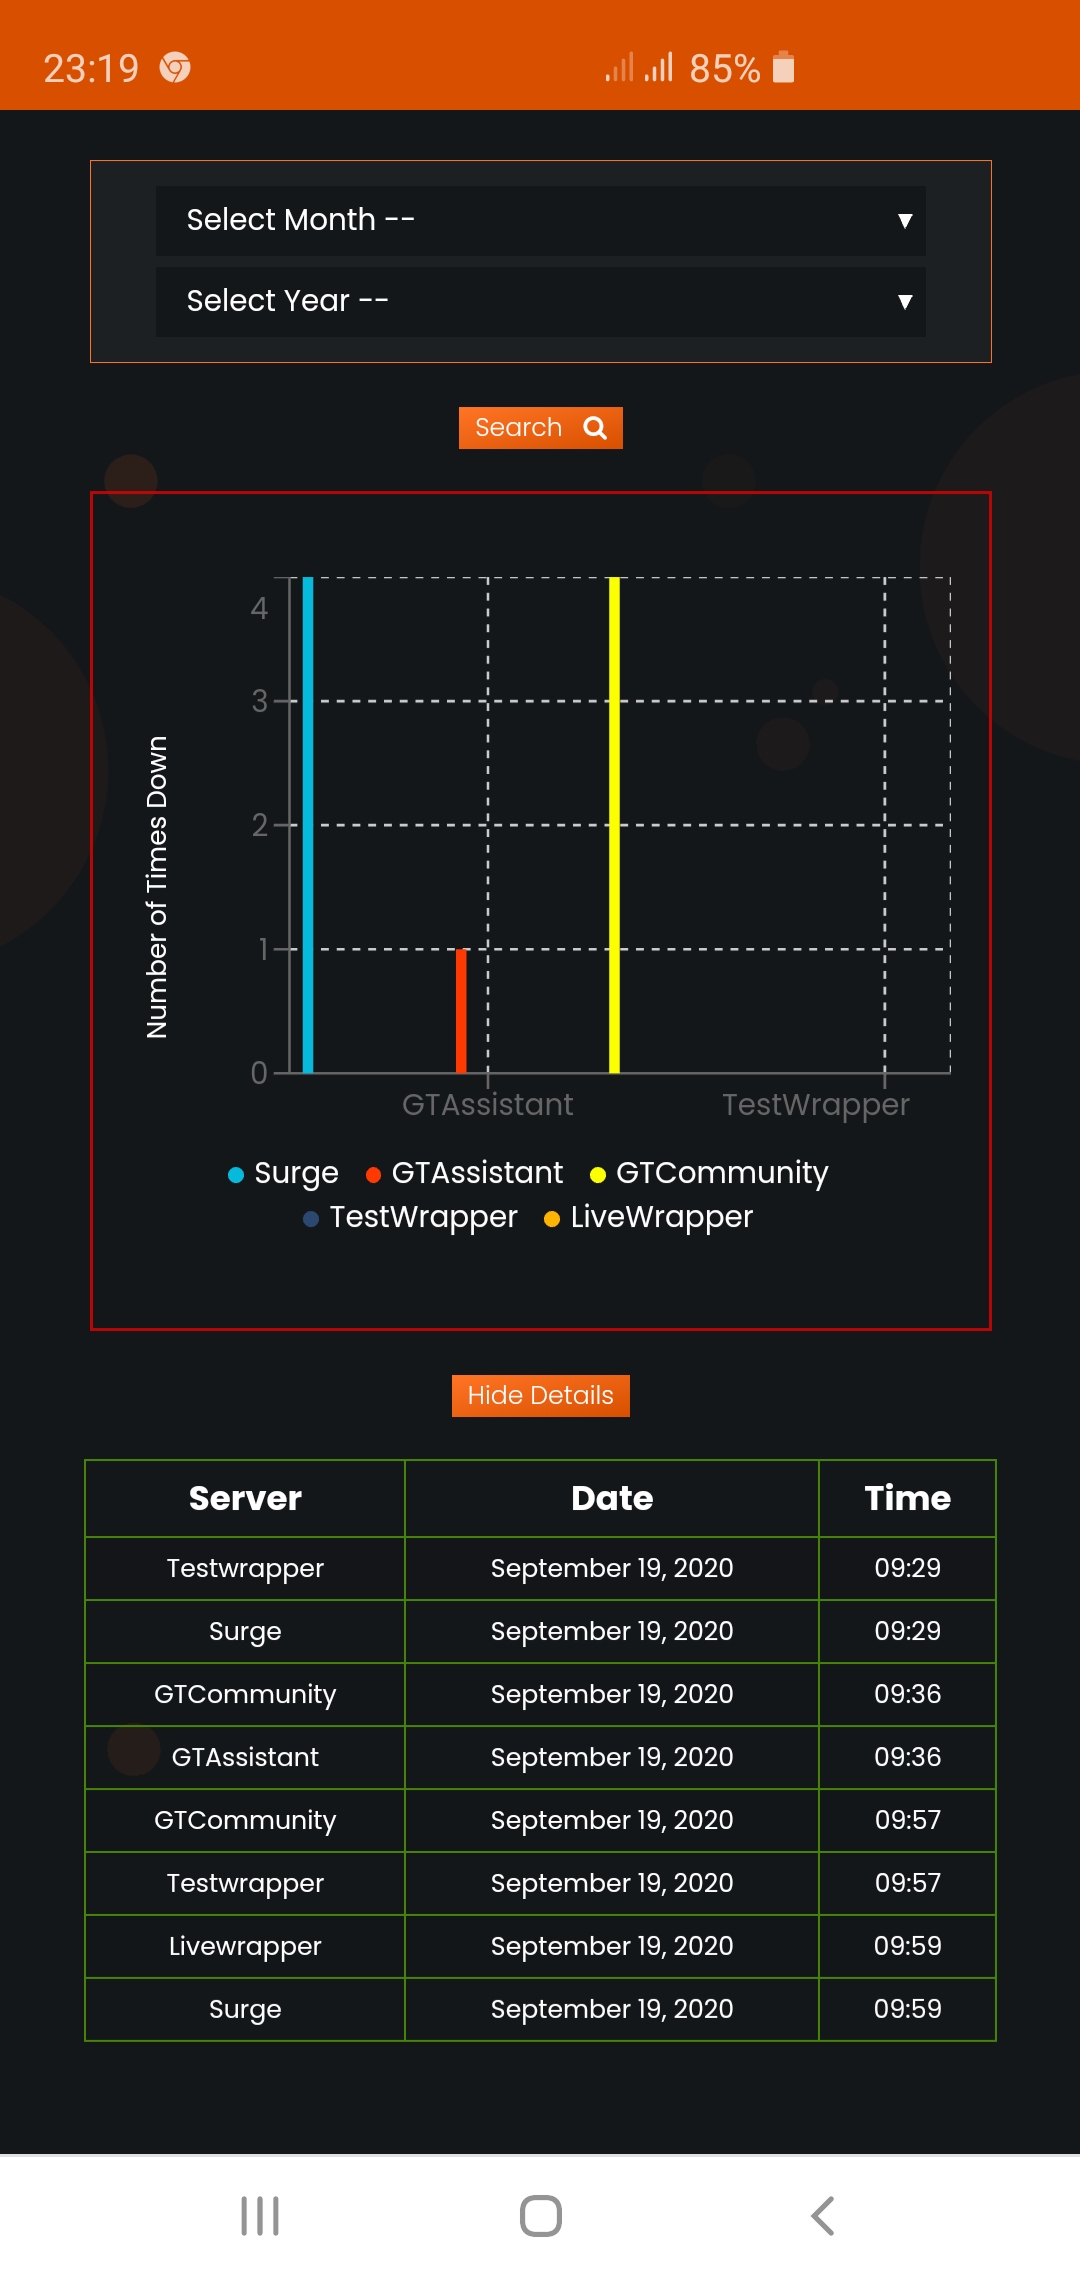 23:19 85%
Select Month --
Select Year --
Search
4
3
2
1
0
Number of Times Down
GTAssistant TestWrapper
Surge GTAssistant GTCommunity
TestWrapper LiveWrapper
Hide Details
Server Date Time
Testwrapper September 19, 2020 09:29
Surge September 19, 2020 09:29
GTCommunity September 19, 2020 09:36
GTAssistant September 19, 2020 09:36
GTCommunity September 19, 2020 09:57
Testwrapper September 19, 2020 09:57
Livewrapper September 19, 2020 09:59
Surge September 19, 2020 09:59